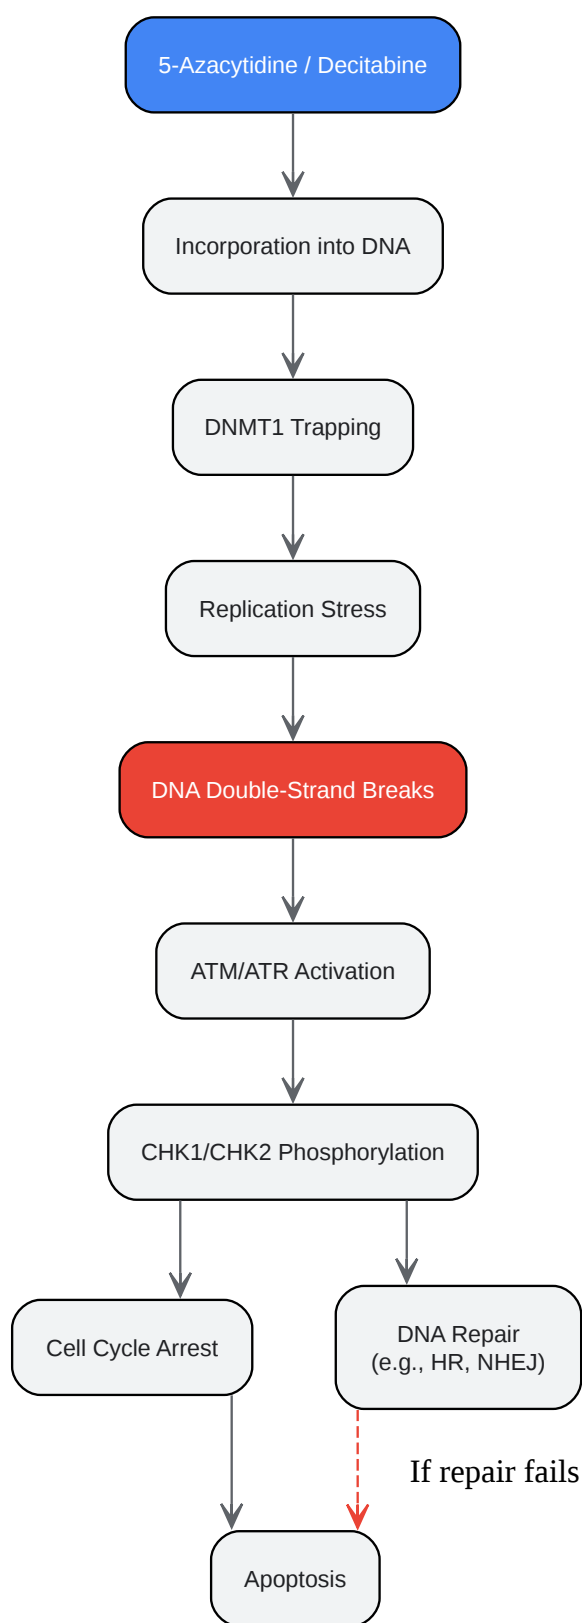 5-Azacytidine / Decitabine
Incorporation into DNA
DNMT1 Trapping
Replication Stress
DNA Double-Strand Breaks
ATM/ATR Activation
CHK1/CHK2 Phosphorylation
Cell Cycle Arrest
DNA Repair
(e.g., HR, NHEJ)
If repair fails
Apoptosis